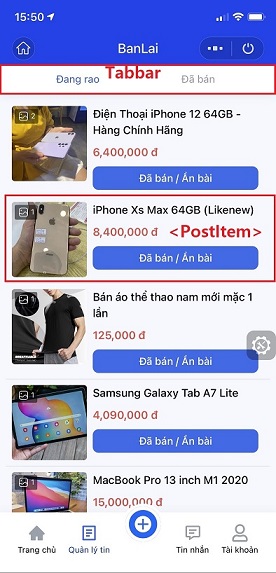 15:50
BanLai
Đang rao
Tabbar
Đã bán
2
Điện Thoại iPhone 12 64GB -
Hàng Chính Hãng
6,400,000 đ
Đã bán / Ẩn bài
1
iPhone Xs Max 64GB (Likenew)
8,400,000 đ
<PostItem>
Đã bán / Ẩn bài
1
Bán áo thể thao nam mới mặc 1
lần
125,000 đ
Đã bán / Ẩn bài
1
Samsung Galaxy Tab A7 Lite
4,090,000 đ
Đã bán / Ẩn bài
1
MacBook Pro 13 inch M1 2020
15,000,000 đ
Trang chủ
Quản lý tin
Tin nhắn
Tài khoản